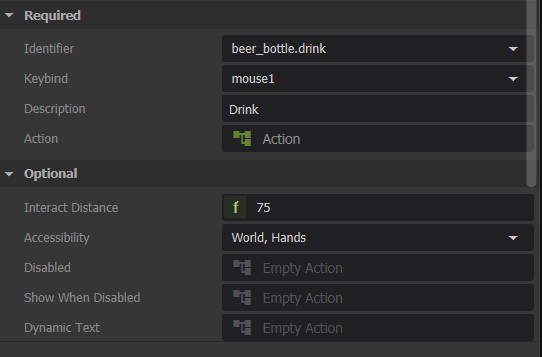 Required
Identifier beer_bottle.drink
Keybind mouse1
Description Drink
Action Action
Optional
Interact Distance f 75
Accessibility World, Hands
Disabled Empty Action
Show When Disabled Empty Action
Dynamic Text Empty Action